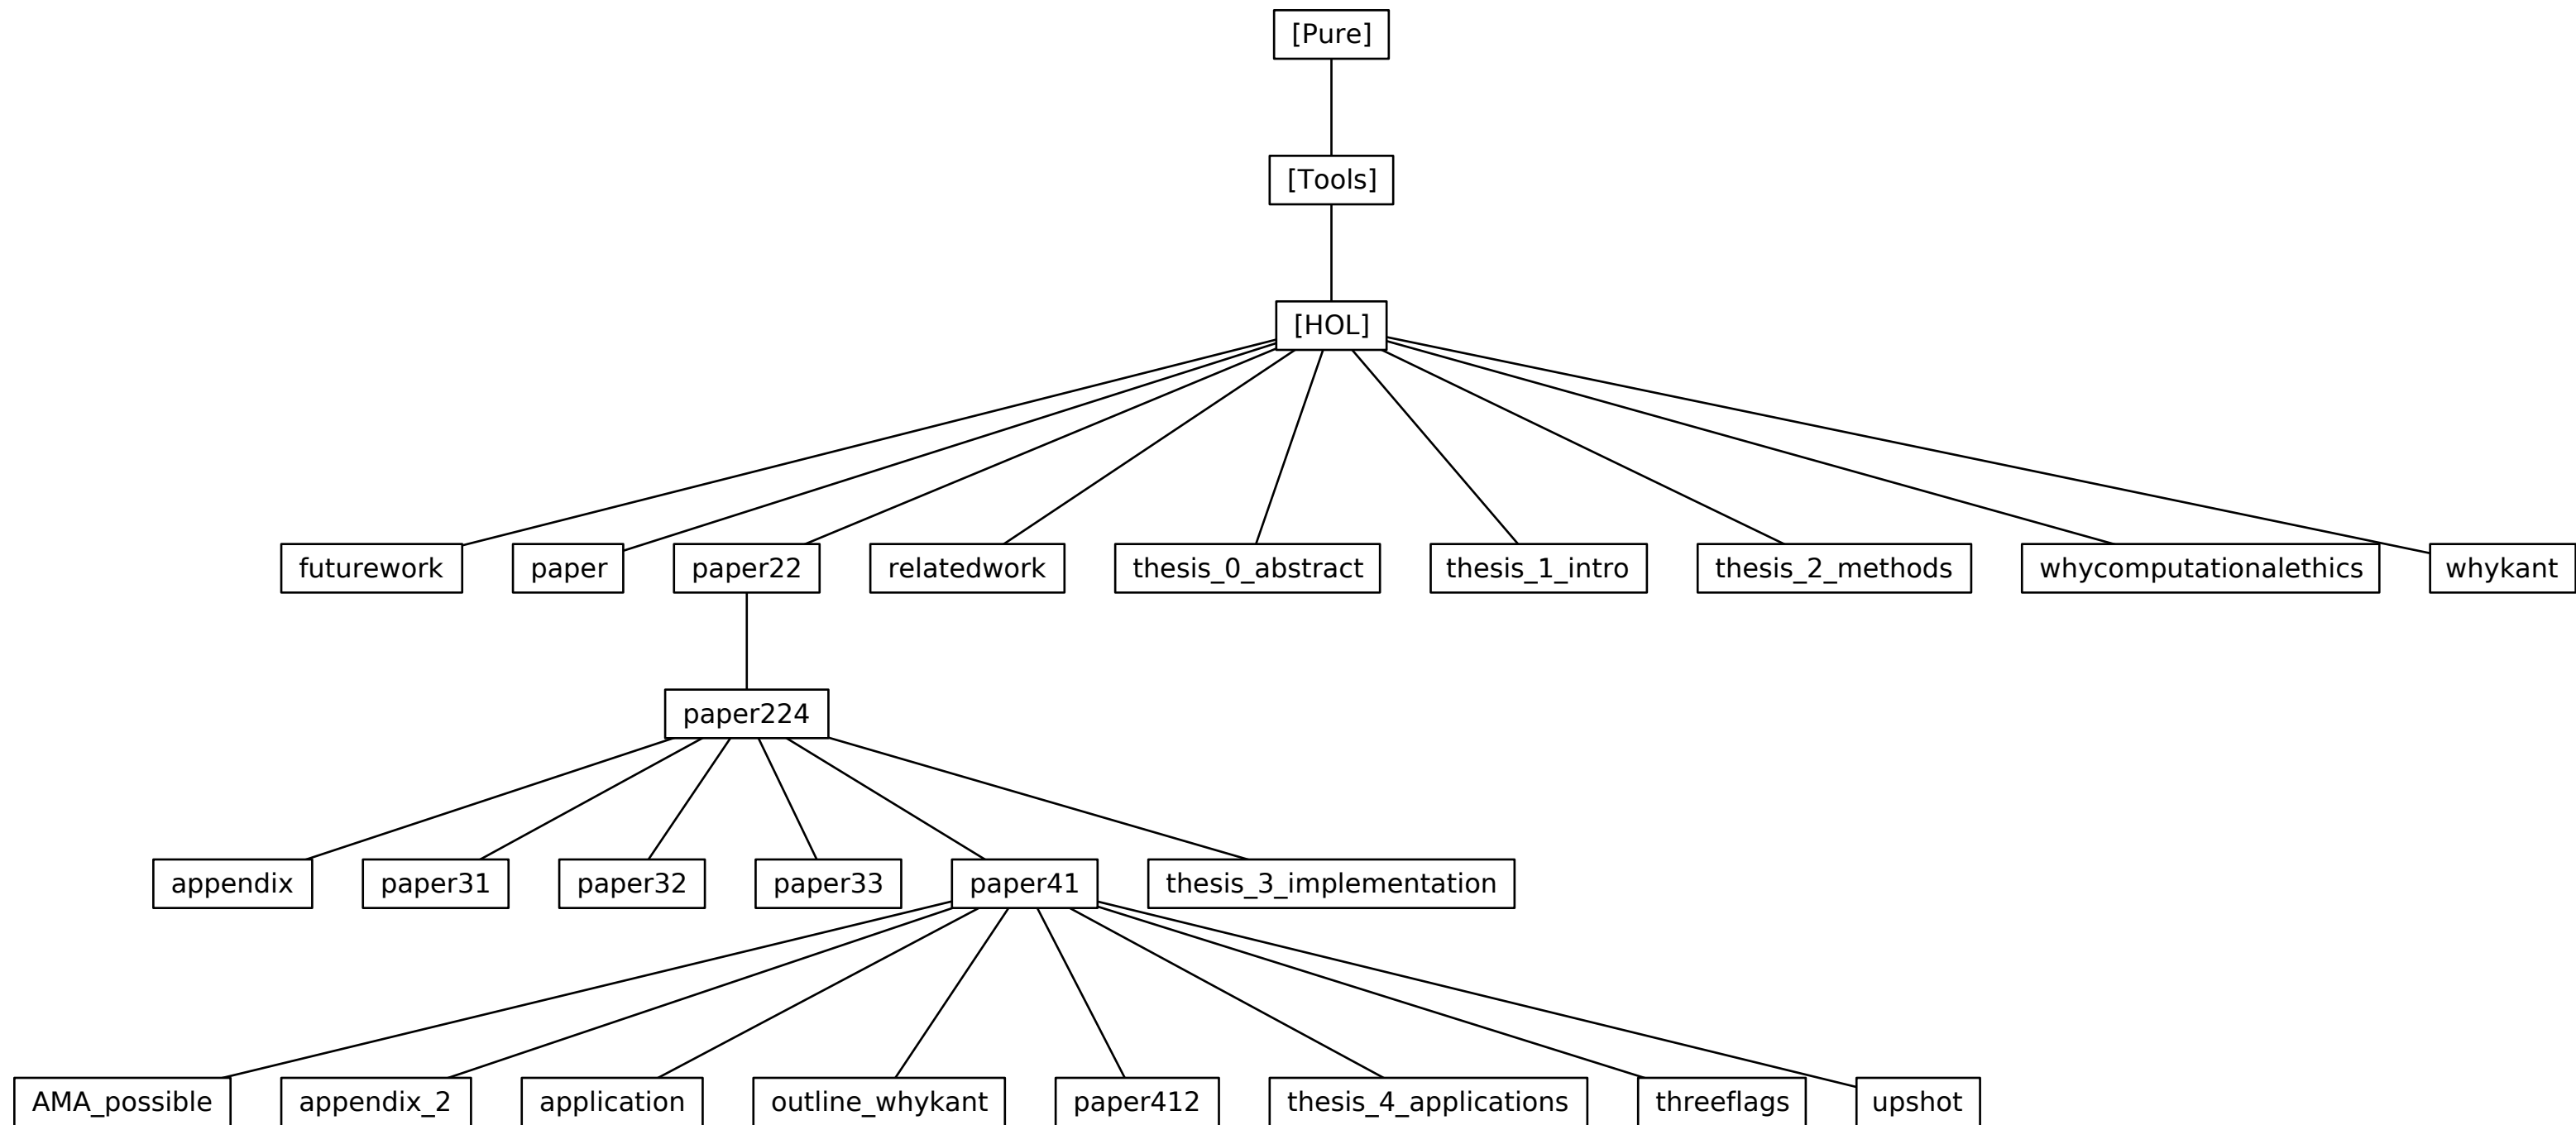 [Pure]
[Tools]
[HOL]
futurework
paper
paper22
relatedwork
thesis_0_abstract
thesis_1_intro
thesis_2_methods
whycomputationalethics
whykant
paper224
appendix
paper31
paper32
paper33
paper41
thesis_3_implementation
AMA_possible
appendix_2
application
outline_whykant
paper412
thesis_4_applications
threeflags
upshot